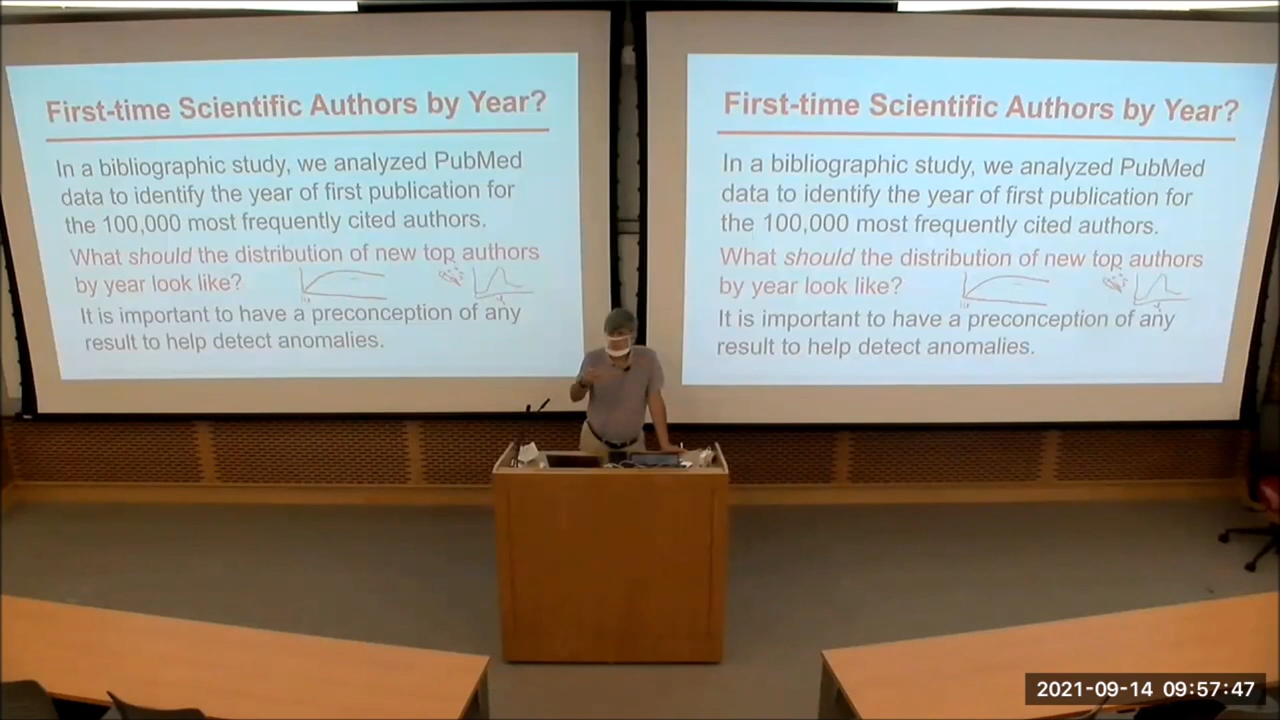 First-time Scientific Authors by Year?
In a bibliographic study, we analyzed PubMed
data to identify the year of first publication for
the 100,000 most frequently cited authors.
What should the distribution of new top authors
by year look like?
It is important to have a preconception of any
result to help detect anomalies.
First-time Scientific Authors by Year?
In a bibliographic study, we analyzed PubMed
data to identify the year of first publication for
the 100,000 most frequently cited authors.
What should the distribution of new top authors
by year look like?
It is important to have a preconception of any
result to help detect anomalies.
2021-09-14 09:57:47